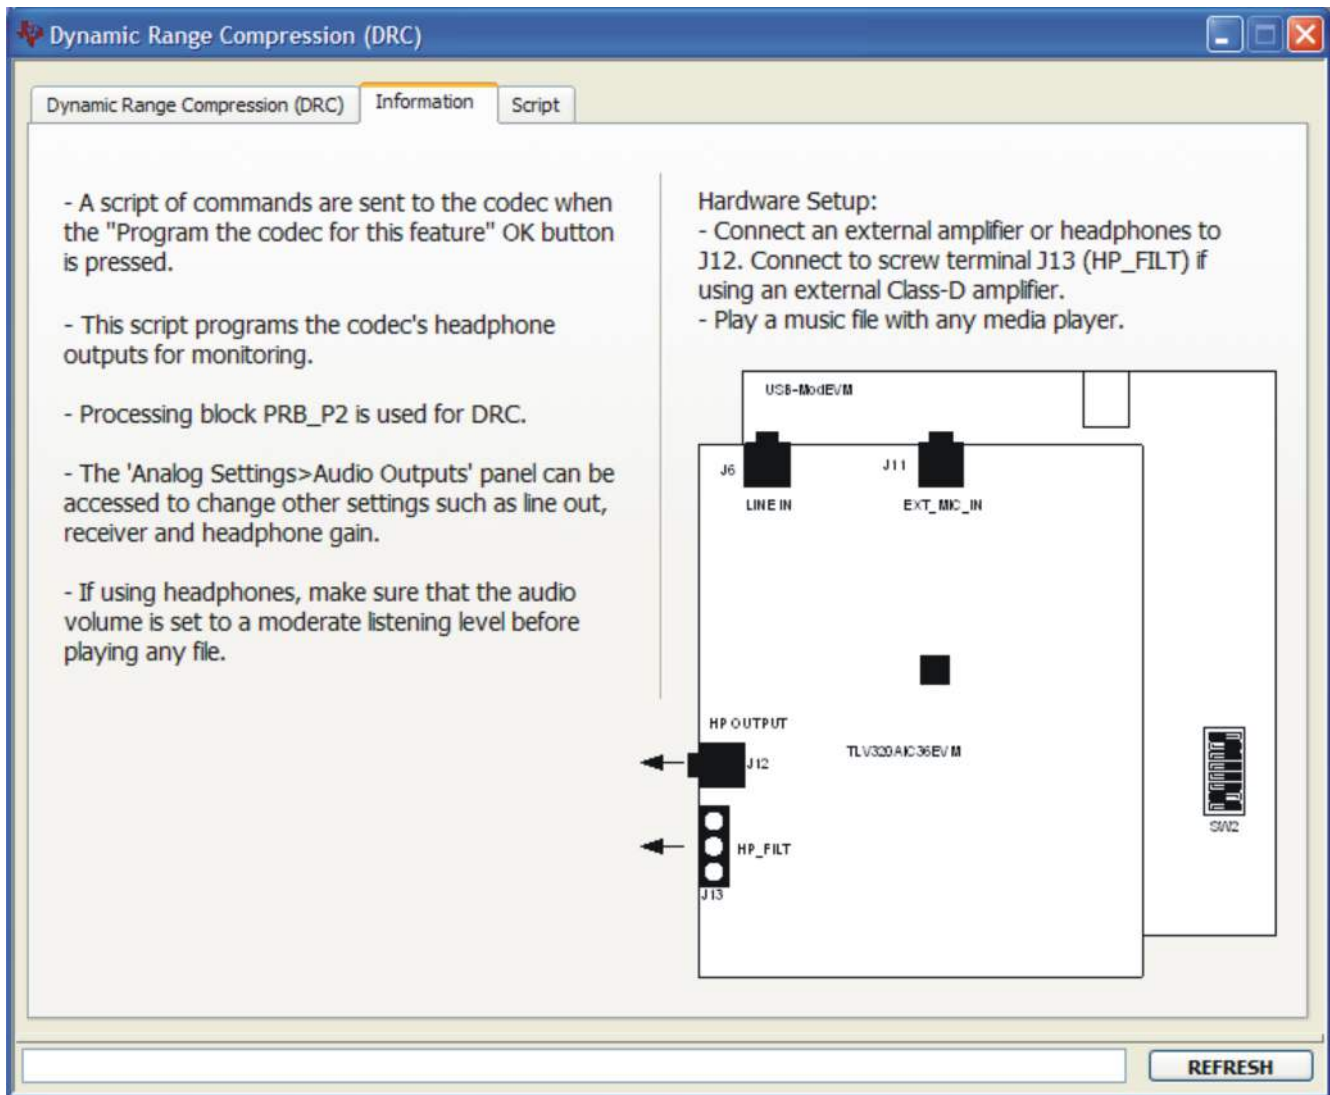 Dynamic Range Compression (DRC)
Dynamic Range Compression (DRC)
Information
Script
- A script of commands are sent to the codec when
the "Program the codec for this feature" OK button
is pressed.
- This script programs the codec's headphone
outputs for monitoring.
- Processing block PRB_P2 is used for DRC.
- The 'Analog Settings>Audio Outputs' panel can be
accessed to change other settings such as line out,
receiver and headphone gain.
- If using headphones, make sure that the audio
volume is set to a moderate listening level before
playing any file.
Hardware Setup:
- Connect an external amplifier or headphones to
J12. Connect to screw terminal J13 (HP_FILT) if
using an external Class-D amplifier.
- Play a music file with any media player.
USB-ModEVM
J6
J11
LINE IN
EXT_MIC_IN
HP OUTPUT
J12
TLV320AIC36EVM
HP_FILT
J13
SW2
REFRESH